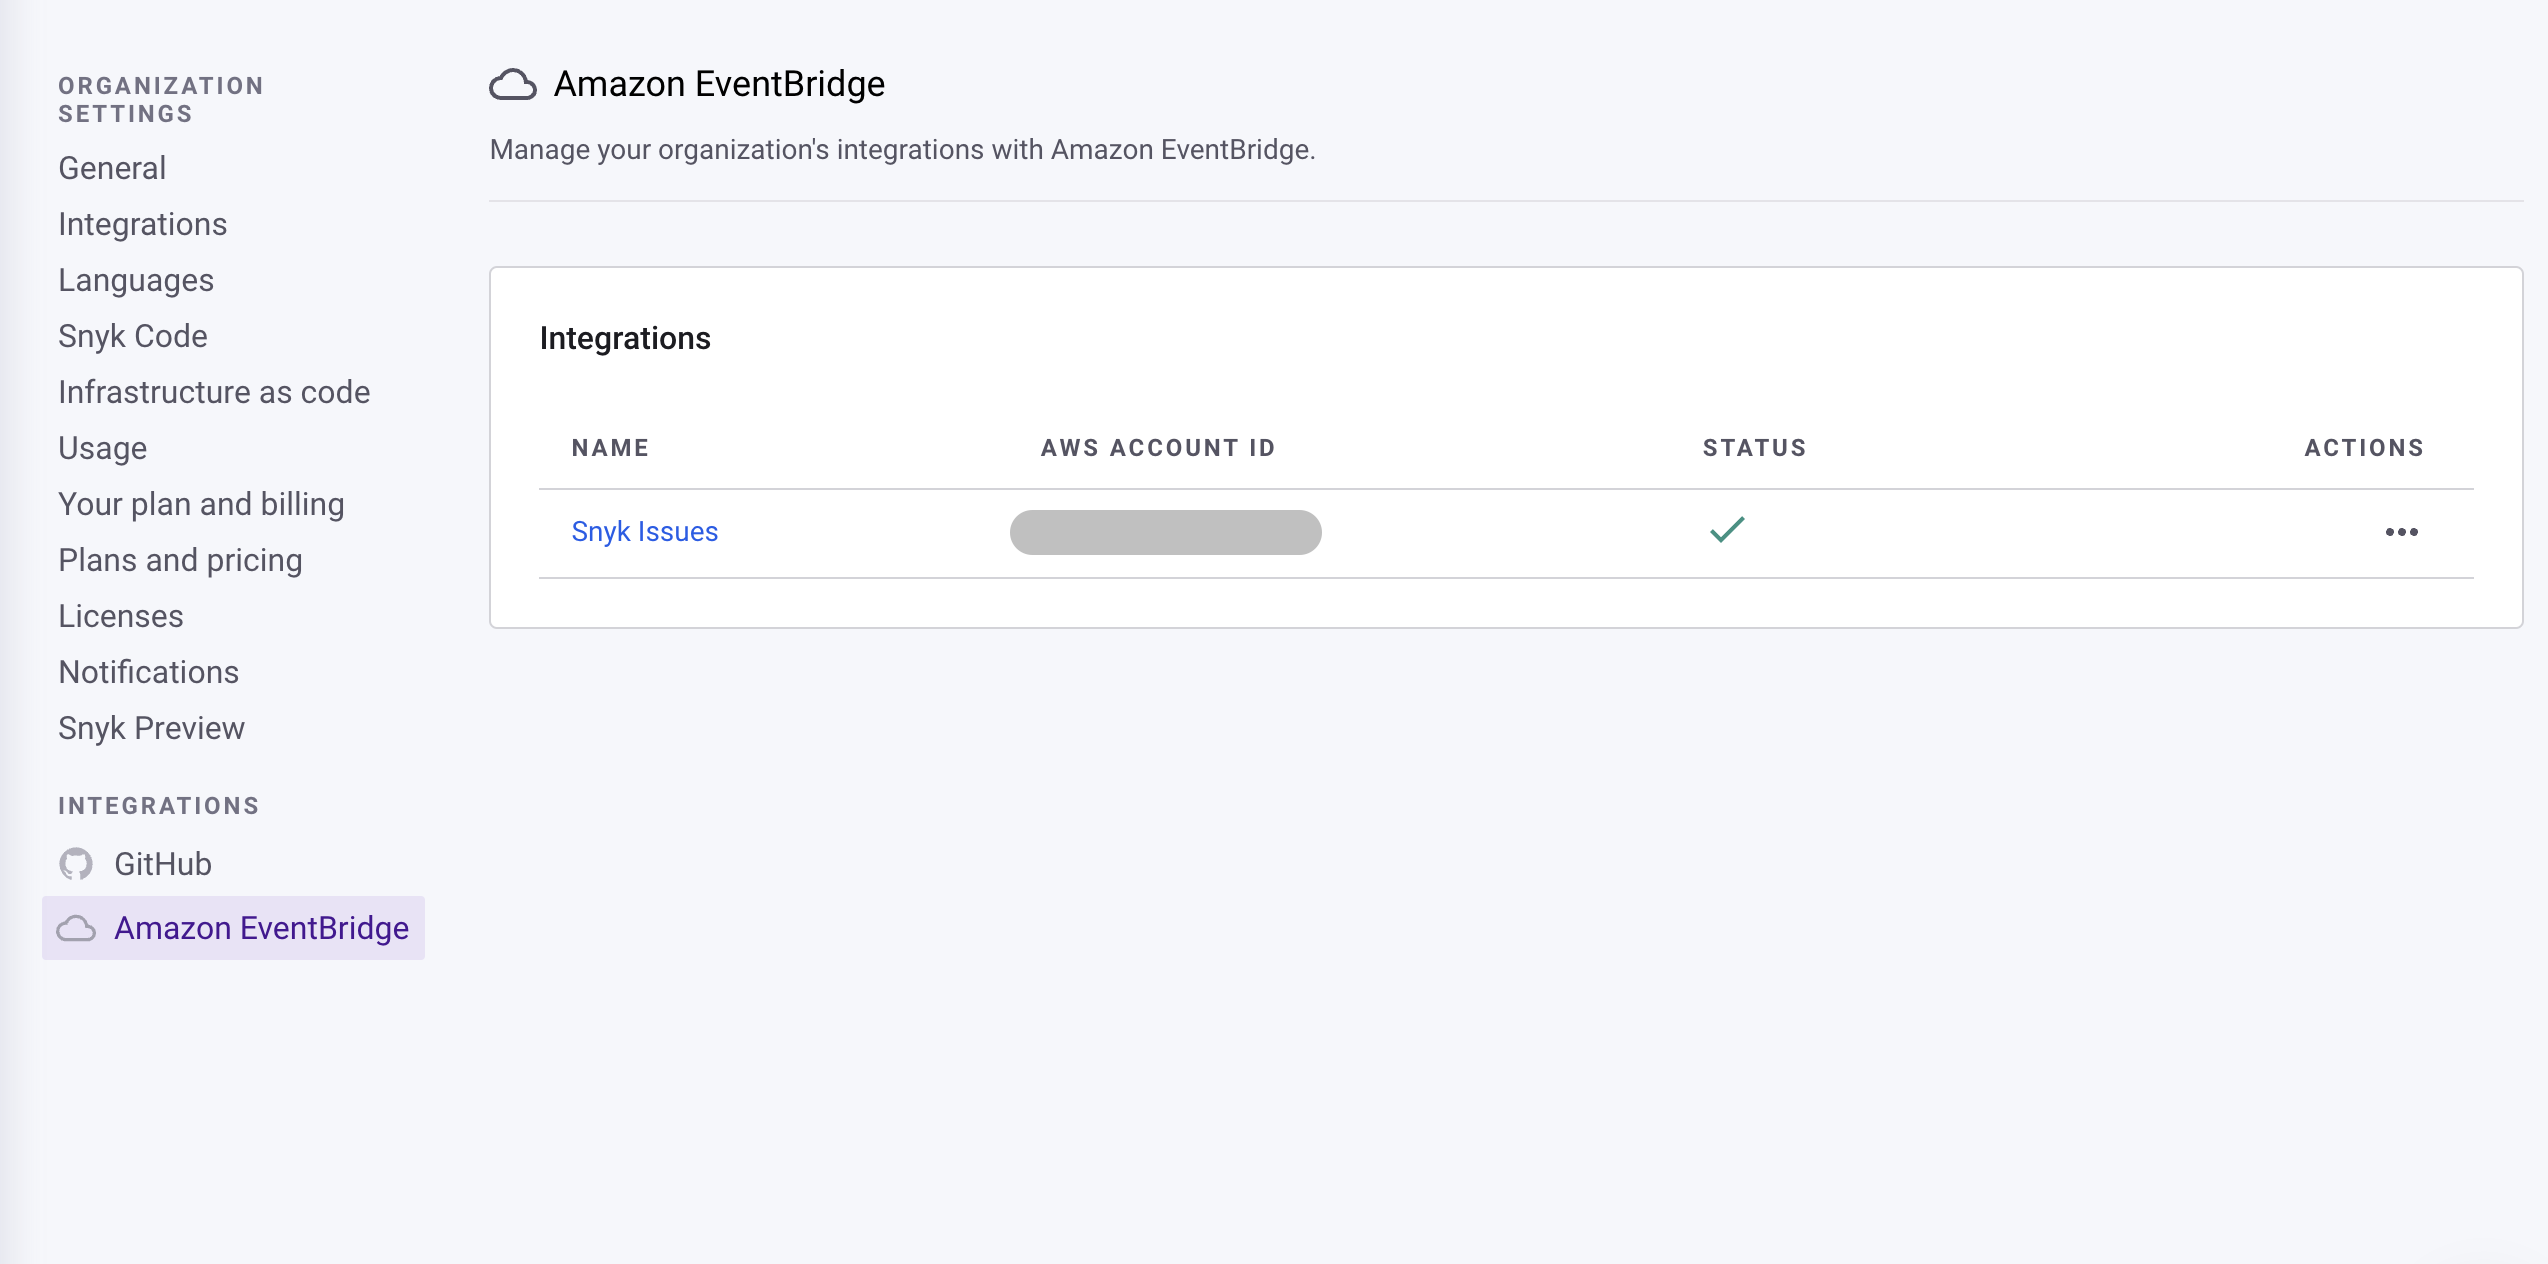 ORGANIZATION
SETTINGS
General
Integrations
Languages
Snyk Code
Infrastructure as code
Usage
Your plan and billing
Plans and pricing
Licenses
Notifications
Snyk Preview
INTEGRATIONS
GitHub
Amazon EventBridge
Amazon EventBridge
Manage your organization's integrations with Amazon EventBridge.
Integrations
NAME AWS ACCOUNT ID STATUS ACTIONS
Snyk Issues